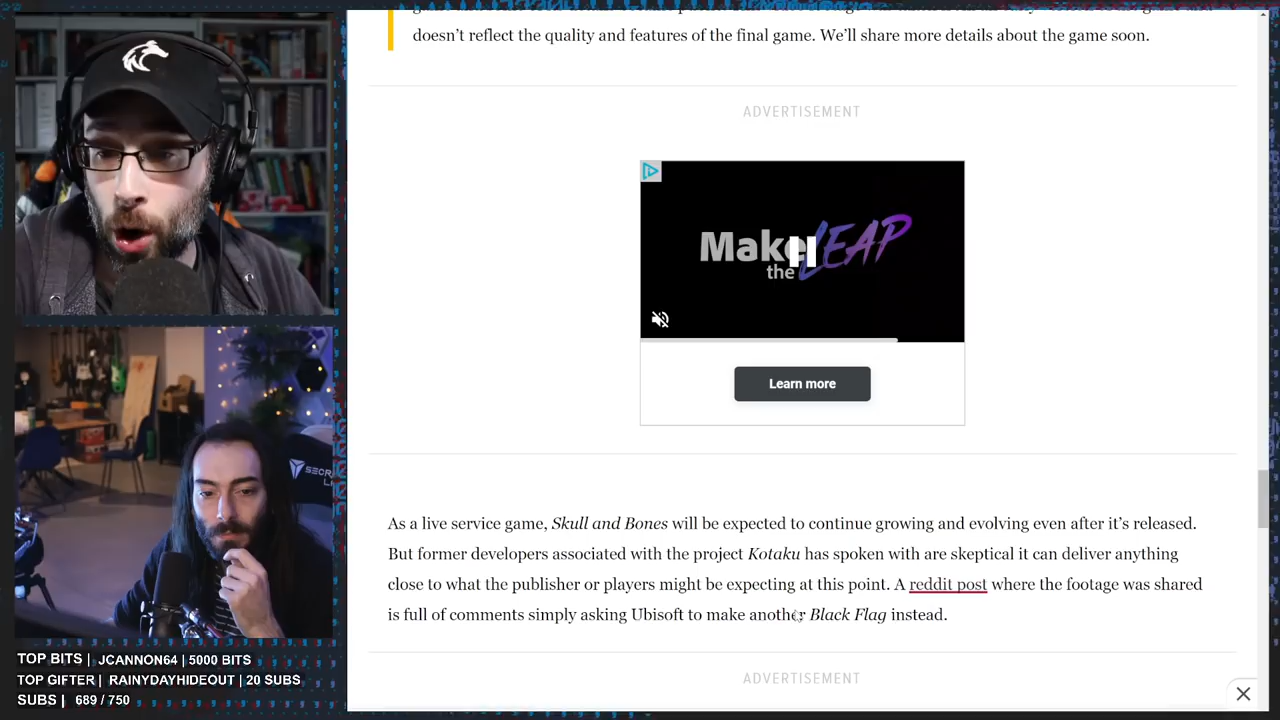 doesn’t reflect the quality and features of the final game. We’ll share more details about the game soon.
ADVERTISEMENT
Make
the LEAP
Learn more
As a live service game, Skull and Bones will be expected to continue growing and evolving even after it’s released.
But former developers associated with the project Kotaku has spoken with are skeptical it can deliver anything
close to what the publisher or players might be expecting at this point. A reddit post where the footage was shared
is full of comments simply asking Ubisoft to make another Black Flag instead.
ADVERTISEMENT
TOP BITS | JCANNON64 | 5000 BITS
TOP GIFTER | RAINYDAYHIDEOUT | 20 SUBS
SUBS | 689 / 750